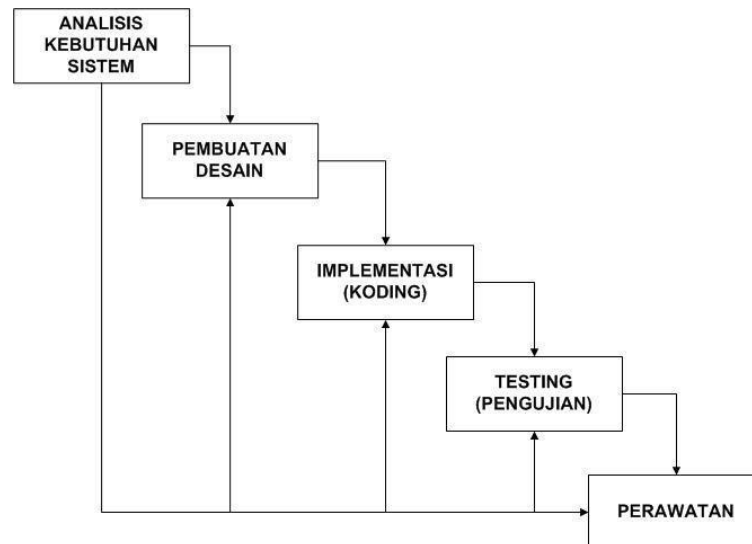 ANALISIS
KEBUTUHAN
SISTEM
PEMBUATAN
DESAIN
IMPLEMENTASI
(KODING)
TESTING
(PENGUJIAN)
PERAWATAN